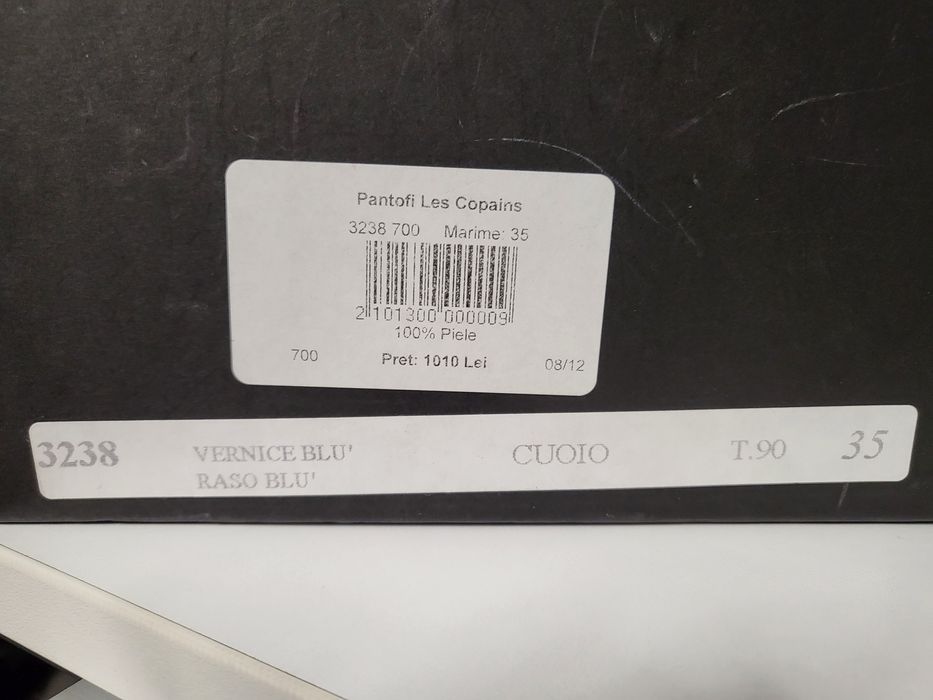 Pantofi Les Copains
3238 700 Marime: 35
2 101300 000009
100% Piele
700 Pret: 1010 Lei 08/12
3238 VERNICE BLU' CUOIO T.90 35
RASO BLU'